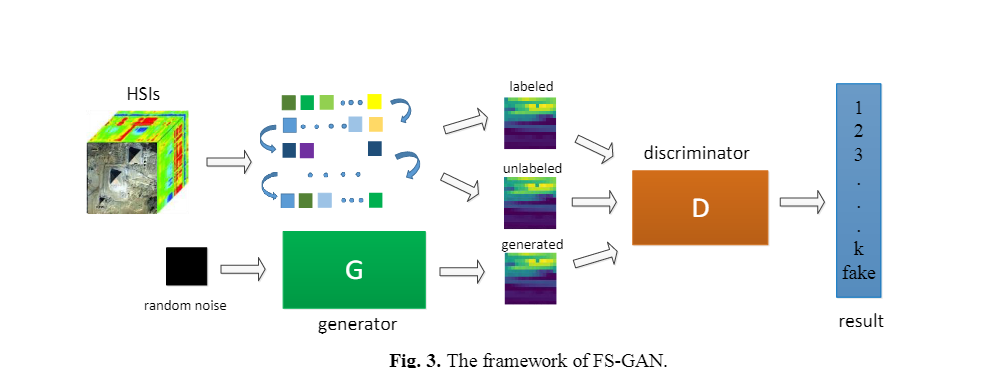 HSIs
labeled
unlabeled
generated
discriminator
D
G
generator
random noise
1
2
3
.
.
.
k
fake
result
Fig. 3. The framework of FS-GAN.